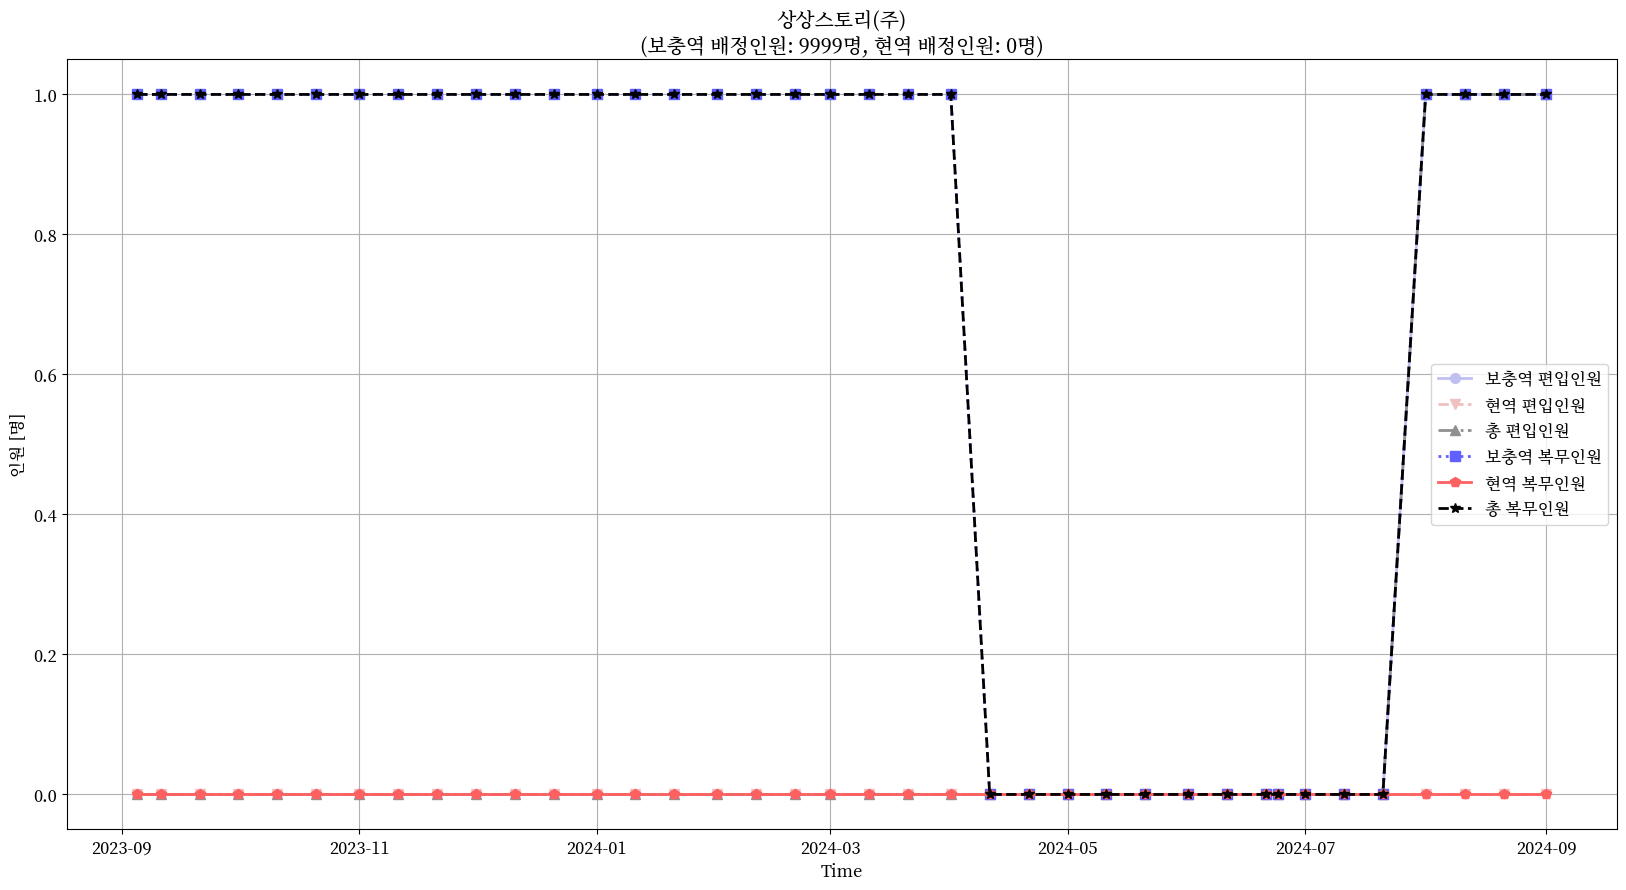 상상스토리(주)
(보충역 배정인원: 9999명, 현역 배정인원: 0명)
1.0
0.8
0.6
0.4
0.2
0.0
인원 [명]
보충역 편입인원
현역 편입인원
총 편입인원
보충역 복무인원
현역 복무인원
총 복무인원
2023-09 2023-11 2024-01 2024-03 2024-05 2024-07 2024-09
Time